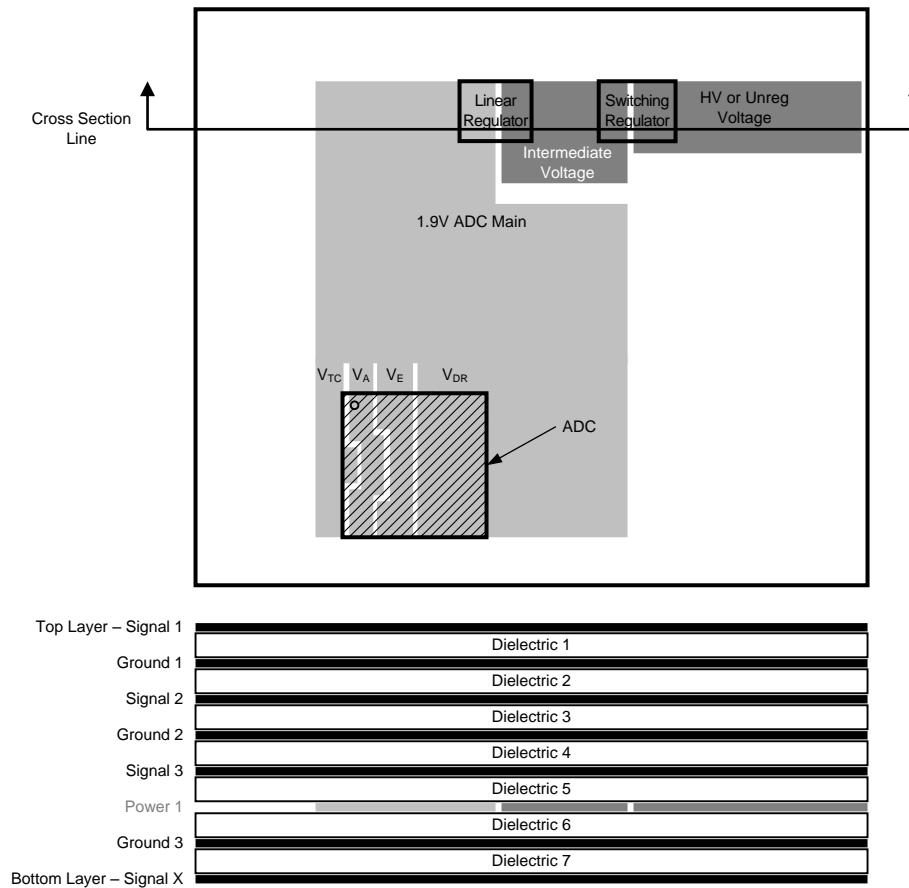 Cross Section
Line
Linear
Regulator
Switching
Regulator
HV or Unreg
Voltage
Intermediate
Voltage
1.9V ADC Main
VTC
VA
VE
VDR
ADC
Top Layer – Signal 1
Dielectric 1
Ground 1
Dielectric 2
Signal 2
Dielectric 3
Ground 2
Dielectric 4
Signal 3
Dielectric 5
Power 1
Dielectric 6
Ground 3
Dielectric 7
Bottom Layer – Signal X